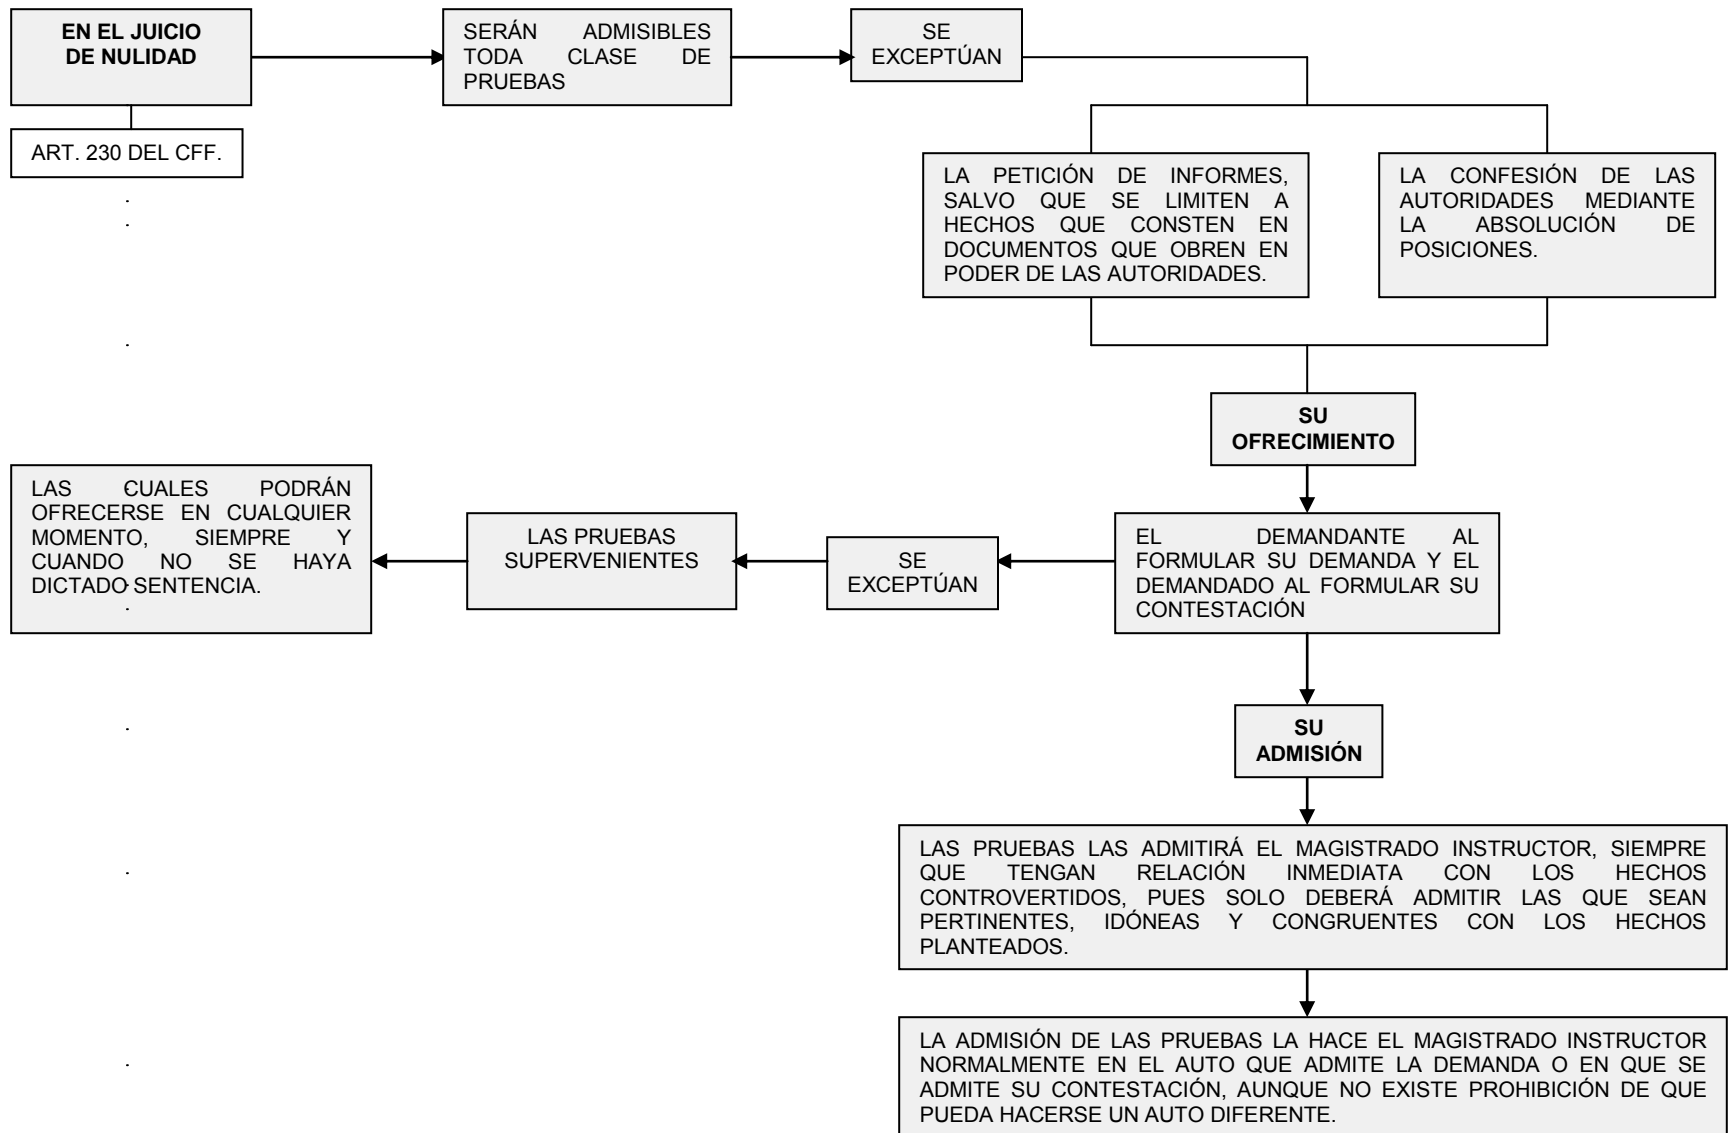 EN EL JUICIO
DE NULIDAD
SERÁN ADMISIBLES
TODA CLASE DE
PRUEBAS
SE
EXCEPTÚAN
ART. 230 DEL CFF.
LA PETICIÓN DE INFORMES,
SALVO QUE SE LIMITEN A
HECHOS QUE CONSTEN EN
DOCUMENTOS QUE OBREN EN
PODER DE LAS AUTORIDADES.
LA CONFESIÓN DE LAS
AUTORIDADES MEDIANTE
LA ABSOLUCIÓN DE
POSICIONES.
SU
OFRECIMIENTO
EL DEMANDANTE AL
FORMULAR SU DEMANDA Y EL
DEMANDADO AL FORMULAR SU
CONTESTACIÓN
SE
EXCEPTÚAN
LAS PRUEBAS
SUPERVENIENTES
LAS CUALES PODRÁN
OFRECERSE EN CUALQUIER
MOMENTO, SIEMPRE Y
CUANDO NO SE HAYA
DICTADO SENTENCIA.
SU
ADMISIÓN
LAS PRUEBAS LAS ADMITIRÁ EL MAGISTRADO INSTRUCTOR, SIEMPRE
QUE TENGAN RELACIÓN INMEDIATA CON LOS HECHOS
CONTROVERTIDOS, PUES SOLO DEBERÁ ADMITIR LAS QUE SEAN
PERTINENTES, IDÓNEAS Y CONGRUENTES CON LOS HECHOS
PLANTEADOS.
LA ADMISIÓN DE LAS PRUEBAS LA HACE EL MAGISTRADO INSTRUCTOR
NORMALMENTE EN EL AUTO QUE ADMITE LA DEMANDA O EN QUE SE
ADMITE SU CONTESTACIÓN, AUNQUE NO EXISTE PROHIBICIÓN DE QUE
PUEDA HACERSE UN AUTO DIFERENTE.